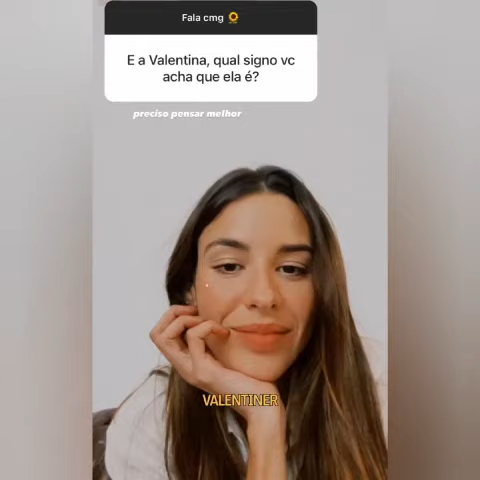 Fala cmg 🌻
E a Valentina, qual signo vc
acha que ela é?
preciso pensar melhor
VALENTINER